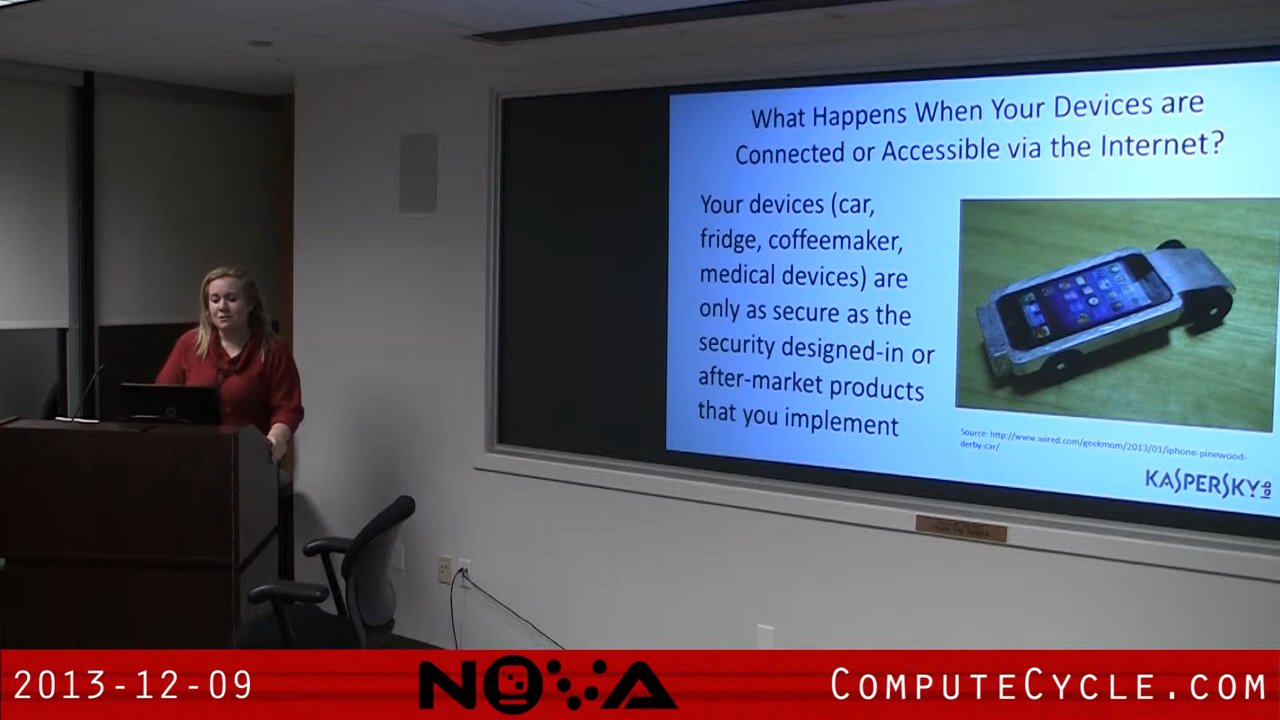 What Happens When Your Devices are
Connected or Accessible via the Internet?
Your devices (car,
fridge, coffeemaker,
medical devices) are
only as secure as the
security designed-in or
after-market products
that you implement
Source: http://www.wired.com/geekmom/2013/01/iphone-pinewood-
derby-car/
KASPERSKY lab
2013-12-09
NOVA
COMPUTECYCLE.COM